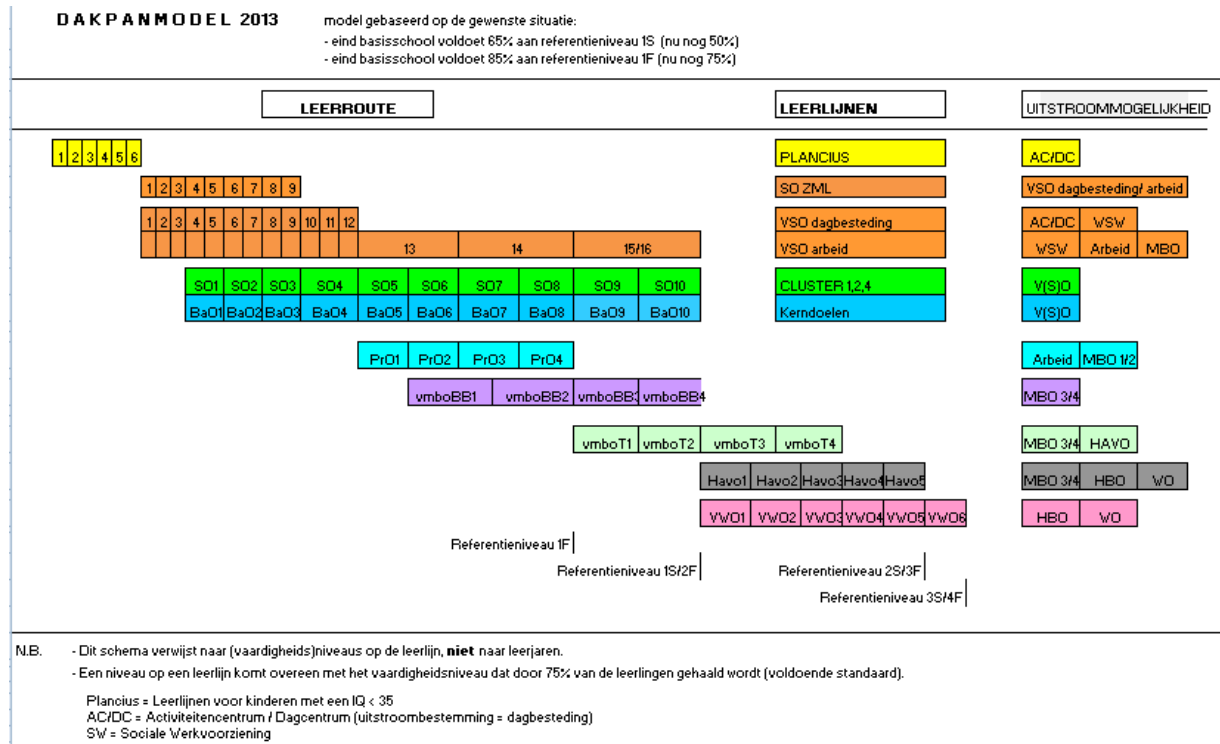 DAKPANMODEL 2013 model gebaseerd op de gewenste situatie:
- eind basisschool voldoet 65% aan referentieniveau 1S (nu nog 50%)
- eind basisschool voldoet 85% aan referentieniveau 1F (nu nog 75%)
LEERROUTE LEERLIJNEN UITSTROOMMOGELIJKHEID
1 2 3 4 5 6 PLANCIUS AC/DC
1 2 3 4 5 6 7 8 9 SO ZML VSO dagbesteding/ arbeid
1 2 3 4 5 6 7 8 9 10 11 12 VSO dagbesteding AC/DC WSW
13 14 15/16 VSO arbeid WSW Arbeid MBO
SO1 SO2 SO3 SO4 SO5 SO6 SO7 SO8 SO9 SO10 CLUSTER 1,2,4 V(S)O
BaO1 BaO2 BaO3 BaO4 BaO5 BaO6 BaO7 BaO8 BaO9 BaO10 Kerndoelen V(S)O
PrO1 PrO2 PrO3 PrO4 Arbeid MBO 1/2
vmboBB1 vmboBB2 vmboBB3 vmboBB4 MBO 3/4
vmboT1 vmboT2 vmboT3 vmboT4 MBO 3/4 HAVO
Havo1 Havo2 Havo3 Havo4 Havo5 MBO 3/4 HBO WO
VWO1 VWO2 VWO3 VWO4 VWO5 VWO6 HBO WO
Referentieniveau 1F
Referentieniveau 1S/2F Referentieniveau 2S/3F
Referentieniveau 3S/4F
N.B. - Dit schema verwijst naar (vaardigheids)niveaus op de leerlijn, niet naar leerjaren.
- Een niveau op een leerlijn komt overeen met het vaardigheidsniveau dat door 75% van de leerlingen gehaald wordt (voldoende standaard).
Plancius = Leerlijnen voor kinderen met een IQ < 35
AC/DC = Activiteitencentrum / Dagcentrum (uitstroombestemming = dagbesteding)
SW = Sociale Werkvoorziening